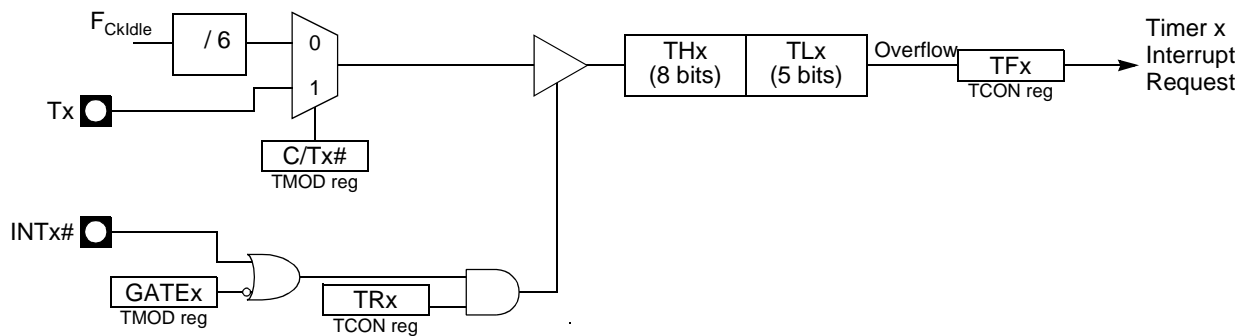 FCkIdle
/ 6
0
1
Tx
C/Tx#
TMOD reg
THx
(8 bits)
TLx
(5 bits)
Overflow
TFx
TCON reg
Timer x
Interrupt
Request
INTx#
GATEx
TMOD reg
TRx
TCON reg